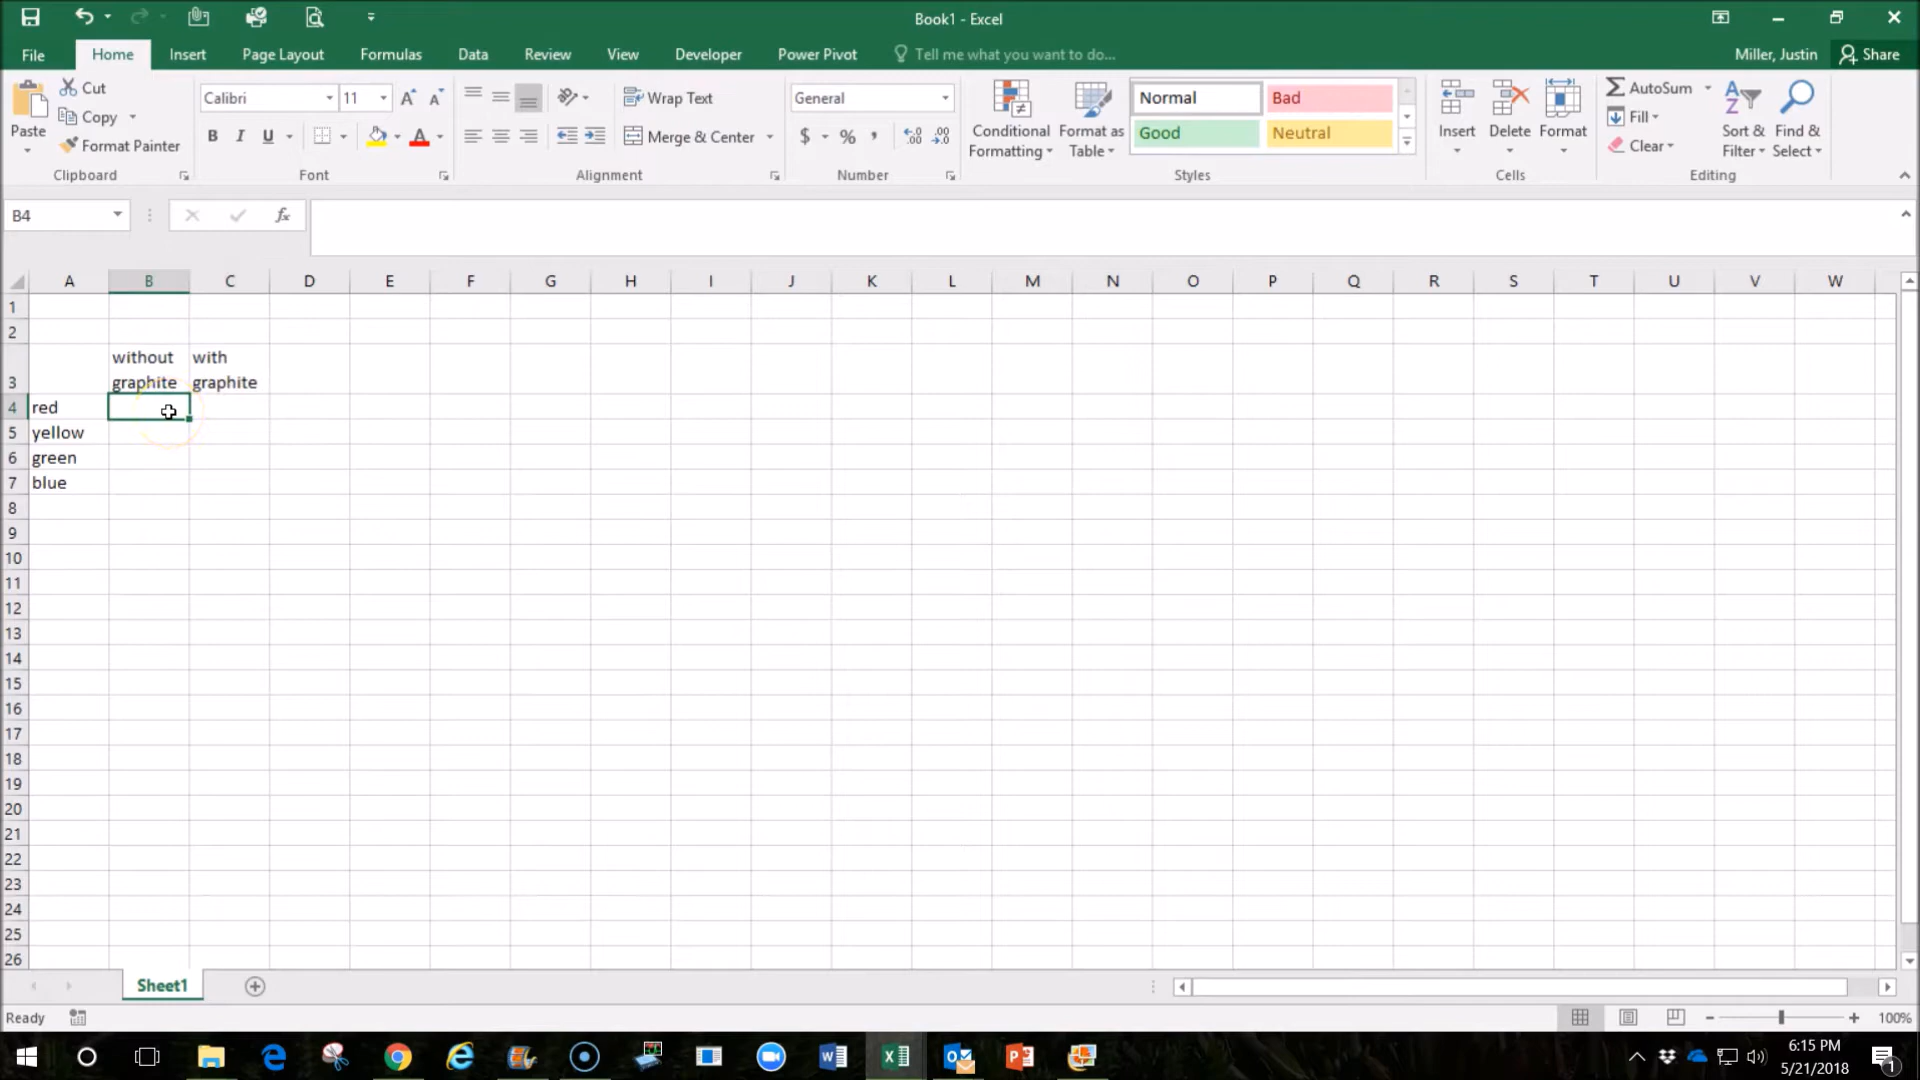 Book1 - Excel
Miller, Justin
Share
File
Home
Insert
Page Layout
Formulas
Data
Review
View
Developer
Power Pivot
Tell me what you want to do...
Paste
Cut
Copy
Format Painter
Clipboard
Calibri
11
B I U
Font
Wrap Text
Merge & Center
Alignment
General
$ % ,
Number
Conditional
Formatting
Format as
Table
Normal
Bad
Good
Neutral
Styles
Insert
Delete
Format
Cells
AutoSum
Fill
Clear
Sort &
Filter
Find &
Select
Editing
B4
fx
A B C D E F G H I J K L M N O P Q R S T U V W
1
2
without with
3 graphite graphite
4 red
5 yellow
6 green
7 blue
8
9
10
11
12
13
14
15
16
17
18
19
20
21
22
23
24
25
26
Sheet1
Ready
100%
6:15 PM
5/21/2018
1